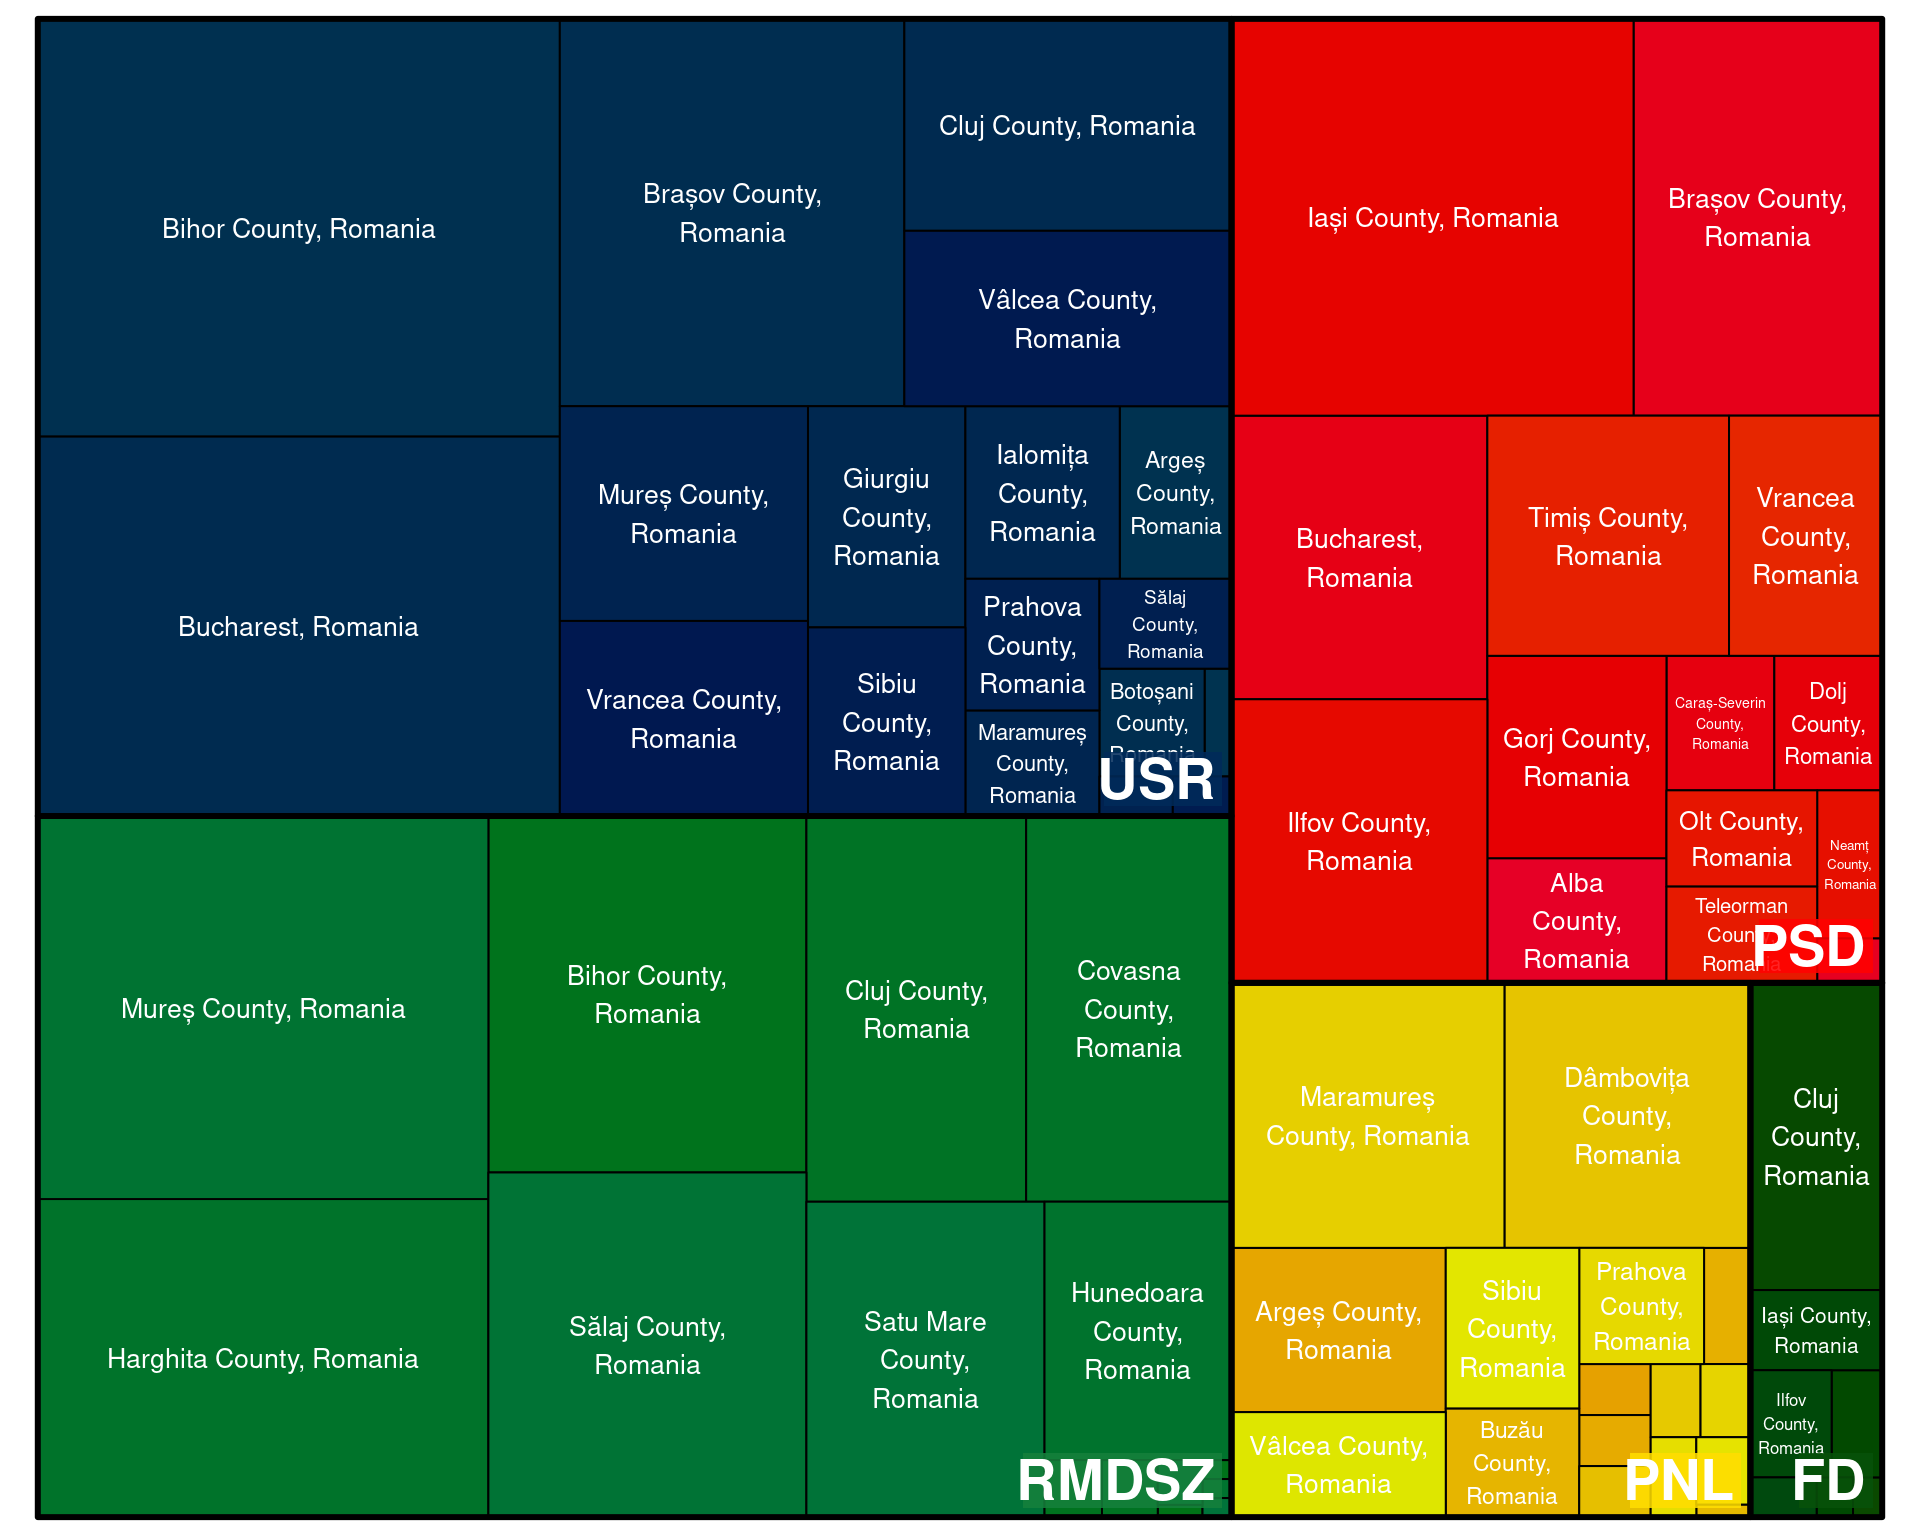 Bihor County, Romania
Bucharest, Romania
Brașov County,
Romania
Cluj County, Romania
Vâlcea County,
Romania
Mureș County,
Romania
Vrancea County,
Romania
Giurgiu
County,
Romania
Sibiu
County,
Romania
Ialomița
County,
Romania
Argeș
County,
Romania
Prahova
County,
Romania
Maramureș
County,
Romania
Sălaj
County,
Romania
Botoșani
County,
Romania
USR
Iași County, Romania
Brașov County,
Romania
Bucharest,
Romania
Ilfov County,
Romania
Timiș County,
Romania
Vrancea
County,
Romania
Gorj County,
Romania
Alba
County,
Romania
Caraș-Severin
County,
Romania
Dolj
County,
Romania
Olt County,
Romania
Neamț
County,
Romania
Teleorman
County,
Romania
PSD
Mureș County, Romania
Harghita County, Romania
Bihor County,
Romania
Sălaj County,
Romania
Cluj County,
Romania
Covasna
County,
Romania
Satu Mare
County,
Romania
Hunedoara
County,
Romania
RMDSZ
Maramureș
County, Romania
Dâmbovița
County,
Romania
Argeș County,
Romania
Vâlcea County,
Romania
Sibiu
County,
Romania
Buzău
County,
Romania
Prahova
County,
Romania
PNL
Cluj
County,
Romania
Iași County,
Romania
Ilfov
County,
Romania
FD